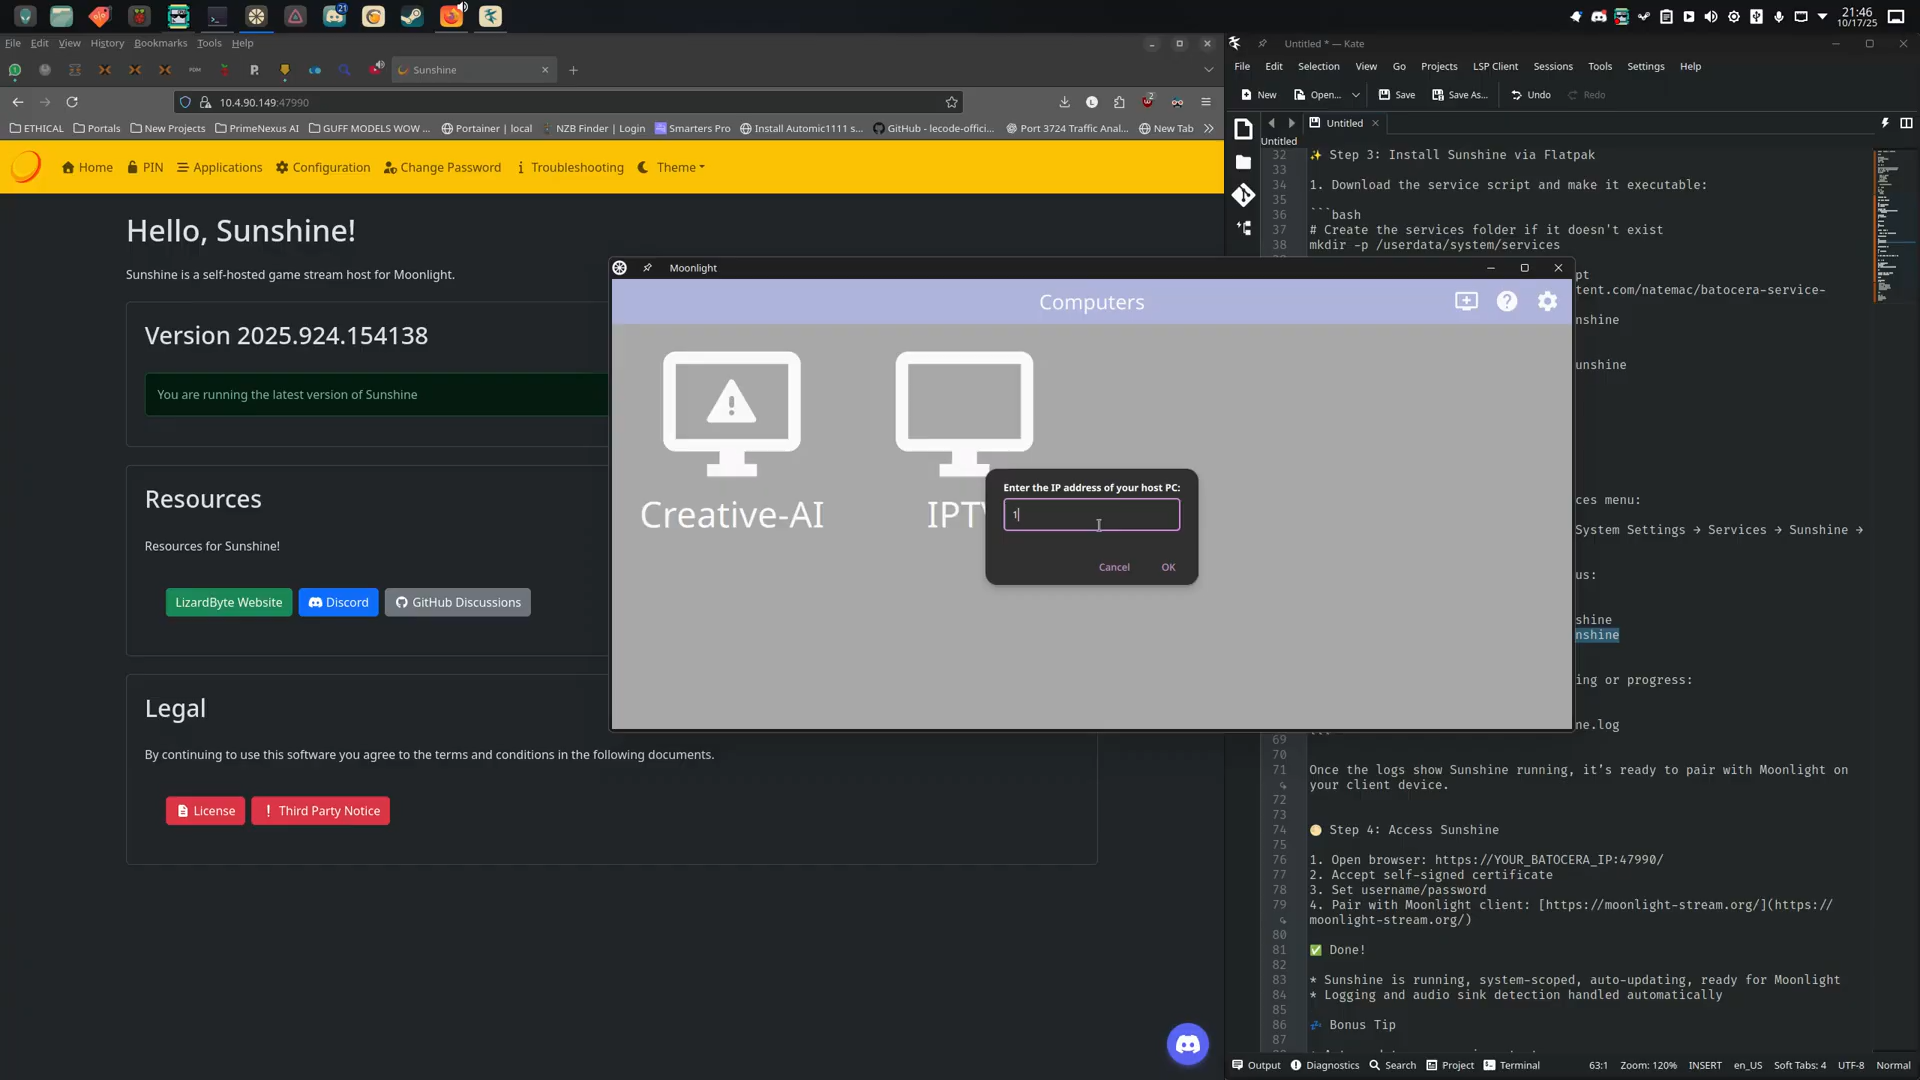 21
21:46
10/17/25
File Edit View History Bookmarks Tools Help
Sunshine
10.4.90.149:47990
2
ETHICAL Portals New Projects PrimeNexus AI GUFF MODELS WOW ... Portainer | local NZB Finder | Login Smarters Pro Install Automic1111 s... GitHub - lecode-offici... Port 3724 Traffic Anal... New Tab
Home PIN Applications Configuration Change Password Troubleshooting Theme
Hello, Sunshine!
Sunshine is a self-hosted game stream host for Moonlight.
Version 2025.924.154138
You are running the latest version of Sunshine
Resources
Resources for Sunshine!
LizardByte Website Discord GitHub Discussions
Legal
By continuing to use this software you agree to the terms and conditions in the following documents.
License Third Party Notice
Moonlight
Computers
Creative-AI
IPT
Enter the IP address of your host PC:
1
Cancel OK
Untitled * — Kate
File Edit Selection View Go Projects LSP Client Sessions Tools Settings Help
New Open... Save Save As... Undo Redo
Untitled
Untitled
32 ✨ Step 3: Install Sunshine via Flatpak
33
34 1. Download the service script and make it executable:
35
36 ```bash
37 # Create the services folder if it doesn't exist
38 mkdir -p /userdata/system/services
pt
tent.com/natemac/batocera-service-
nshine
unshine
ces menu:
System Settings → Services → Sunshine →
us:
shine
nshine
ing or progress:
ne.log
69 ```
70
71 Once the logs show Sunshine running, it's ready to pair with Moonlight on
your client device.
72
73
74 🌕 Step 4: Access Sunshine
75
76 1. Open browser: https://YOUR_BATOCERA_IP:47990/
77 2. Accept self-signed certificate
78 3. Set username/password
79 4. Pair with Moonlight client: [https://moonlight-stream.org/](https://
moonlight-stream.org/)
80
81 ✅ Done!
82
83 * Sunshine is running, system-scoped, auto-updating, ready for Moonlight
84 * Logging and audio sink detection handled automatically
85
86 💤 Bonus Tip
87
Output Diagnostics Search Project Terminal 63:1 Zoom: 120% INSERT en_US Soft Tabs: 4 UTF-8 Normal